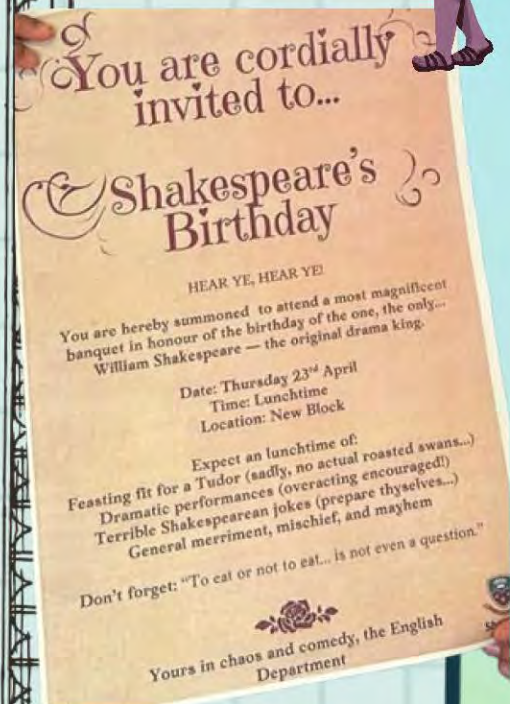 You are cordially
invited to...
Shakespeare's
Birthday
HEAR YE, HEAR YE!
You are hereby summoned to attend a most magnificent
banquet in honour of the birthday of the one, the only...
William Shakespeare — the original drama king.
Date: Thursday 23rd April
Time: Lunchtime
Location: New Block
Expect an lunchtime of:
Feasting fit for a Tudor (sadly, no actual roasted swans...)
Dramatic performances (overacting encouraged!)
Terrible Shakespearean jokes (prepare thyselves...)
General merriment, mischief, and mayhem
Don't forget: "To eat or not to eat... is not even a question."
Yours in chaos and comedy, the English
Department